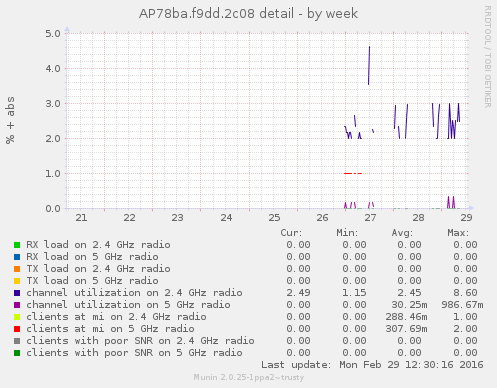 AP78ba.f9dd.2c08 detail - by week
RRDTOOL / TOBI OETIKER
% + abs
5.0
4.0
3.0
2.0
1.0
0.0
21 22 23 24 25 26 27 28 29
Cur: Min: Avg: Max:
RX load on 2.4 GHz radio 0.00 0.00 0.00 0.00
RX load on 5 GHz radio 0.00 0.00 0.00 0.00
TX load on 2.4 GHz radio 0.00 0.00 0.00 0.00
TX load on 5 GHz radio 0.00 0.00 0.00 0.00
channel utilization on 2.4 GHz radio 2.49 1.15 2.45 8.60
channel utilization on 5 GHz radio 0.00 0.00 30.25m 986.67m
clients at mi on 2.4 GHz radio 0.00 0.00 288.46m 1.00
clients at mi on 5 GHz radio 0.00 0.00 307.69m 2.00
clients with poor SNR on 2.4 GHz radio 0.00 0.00 0.00 0.00
clients with poor SNR on 5 GHz radio 0.00 0.00 0.00 0.00
Last update: Mon Feb 29 12:30:16 2016
Munin 2.0.25-1ppa2~trusty